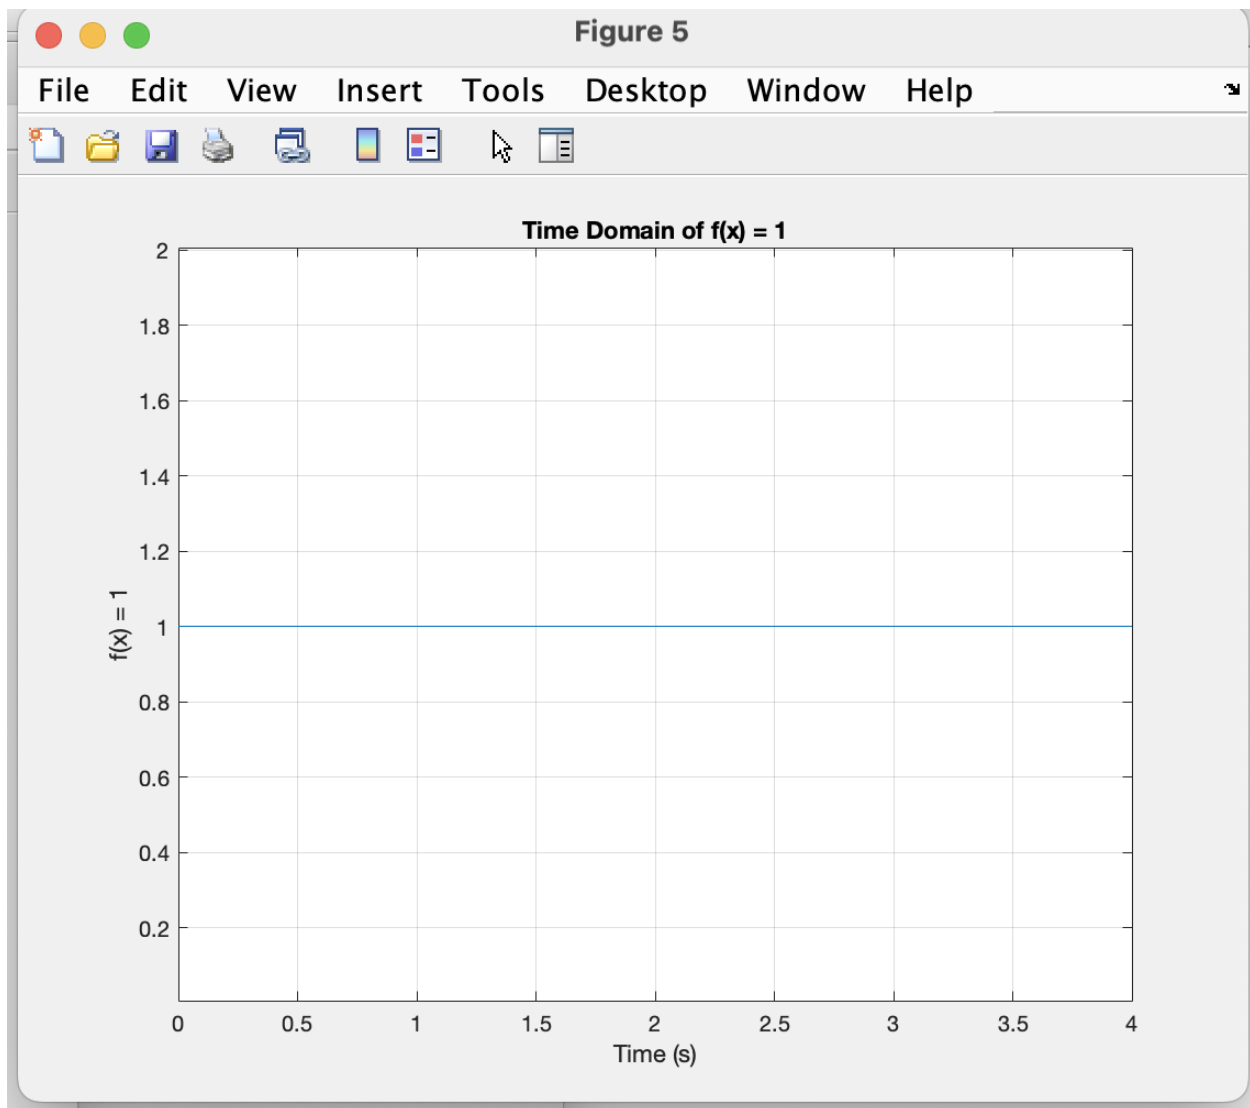 Figure 5
File Edit View Insert Tools Desktop Window Help
Time Domain of f(x) = 1
2
1.8
1.6
1.4
1.2
1
0.8
0.6
0.4
0.2
f(x) = 1
0 0.5 1 1.5 2 2.5 3 3.5 4
Time (s)